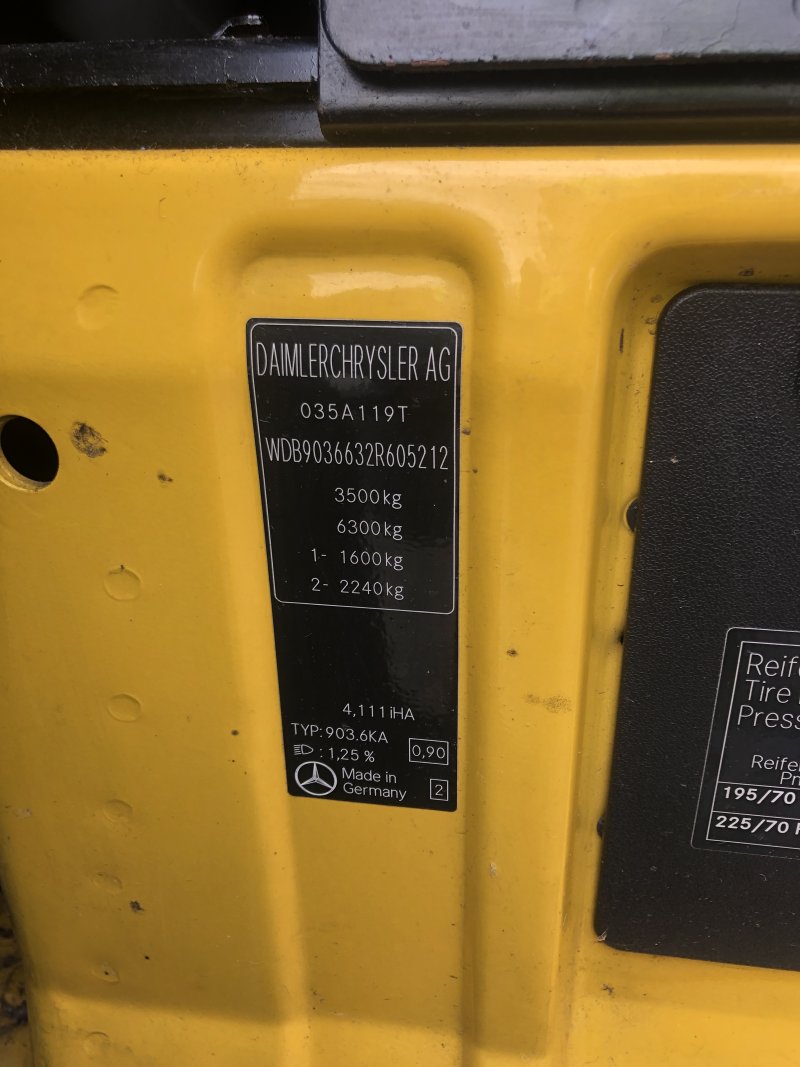 DAIMLERCHRYSLER AG
035A119T
WDB9036632R605212
3500kg
6300kg
1- 1600kg
2- 2240kg
4,111iHA
TYP: 903.6KA
: 1,25 %
0,90
Made in
Germany
2
Reife
Tire
Press
Reifen
195/70
225/70